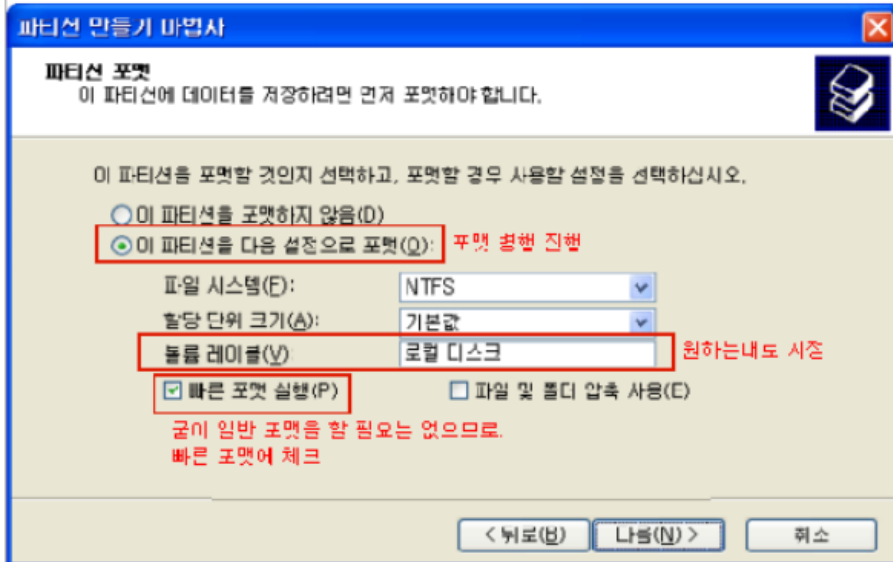 파티션 만들기 마법사
파티션 포맷
이 파티션에 데이터를 저장하려면 먼저 포맷해야 합니다.
이 파티션을 포맷할 것인지 선택하고, 포맷할 경우 사용할 설정을 선택하십시오.
이 파티션을 포맷하지 않음(D)
이 파티션을 다음 설정으로 포맷(O): 포맷 병행 진행
파일 시스템(F): NTFS
할당 단위 크기(A): 기본값
볼륨 레이블(V): 로컬 디스크 원하는내도 시절
빠른 포맷 실행(P) 파일 및 폴더 압축 사용(E)
굳이 일반 포맷을 할 필요는 없으므로.
빠른 포맷에 체크
< 뒤로(B) 다음(N) > 취소